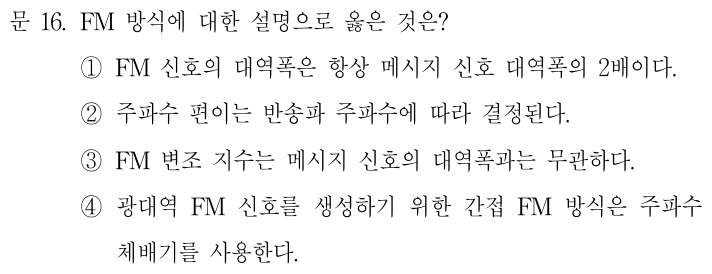 문 16. FM 방식에 대한 설명으로 옳은 것은?
① FM 신호의 대역폭은 항상 메시지 신호 대역폭의 2배이다.
② 주파수 편이는 반송파 주파수에 따라 결정된다.
③ FM 변조 지수는 메시지 신호의 대역폭과는 무관하다.
④ 광대역 FM 신호를 생성하기 위한 간접 FM 방식은 주파수
체배기를 사용한다.